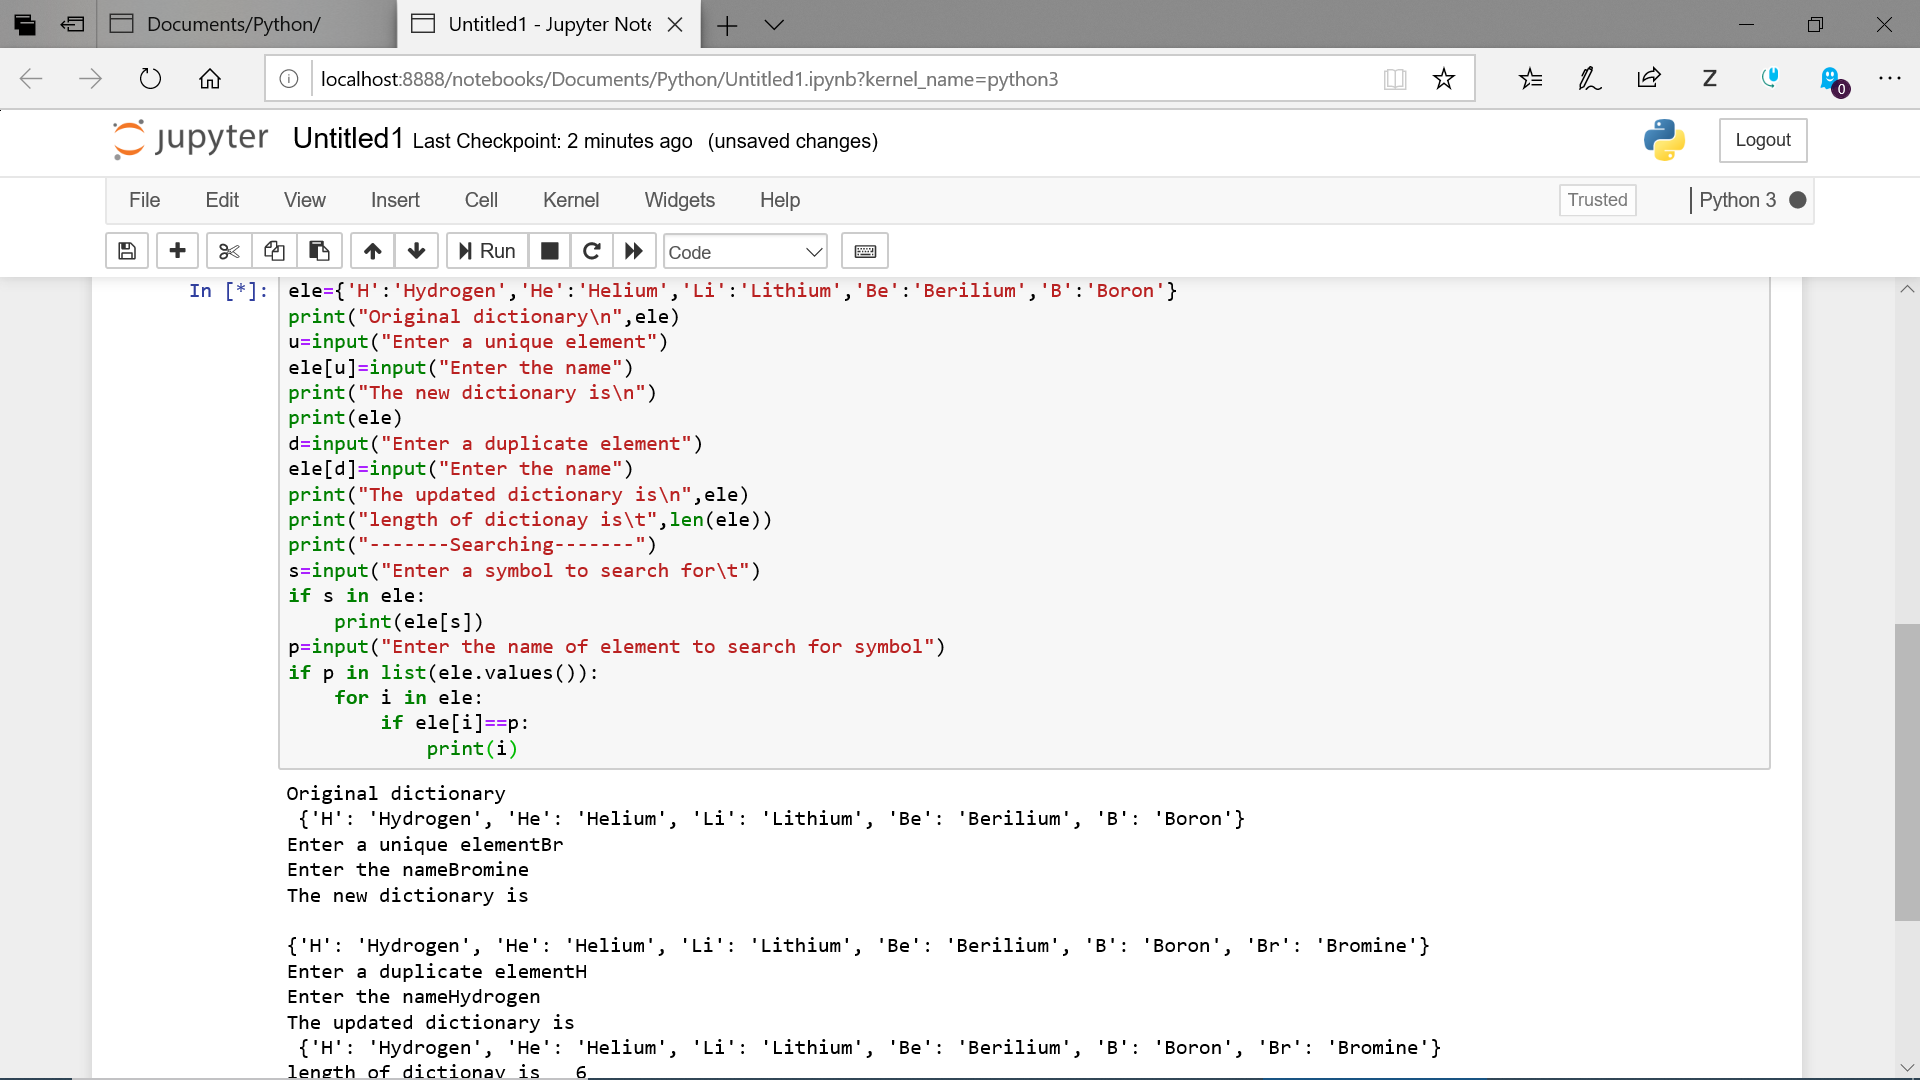 Documents/Python/
Untitled1 - Jupyter Note
localhost:8888/notebooks/Documents/Python/Untitled1.ipynb?kernel_name=python3
Z
0
jupyter Untitled1 Last Checkpoint: 2 minutes ago (unsaved changes)
Logout
File Edit View Insert Cell Kernel Widgets Help
Trusted
Python 3
Run
Code
In [*]:
ele={'H':'Hydrogen','He':'Helium','Li':'Lithium','Be':'Berilium','B':'Boron'}
print("Original dictionary\n",ele)
u=input("Enter a unique element")
ele[u]=input("Enter the name")
print("The new dictionary is\n")
print(ele)
d=input("Enter a duplicate element")
ele[d]=input("Enter the name")
print("The updated dictionary is\n",ele)
print("length of dictionay is\t",len(ele))
print("-------Searching-------")
s=input("Enter a symbol to search for\t")
if s in ele:
    print(ele[s])
p=input("Enter the name of element to search for symbol")
if p in list(ele.values()):
    for i in ele:
        if ele[i]==p:
            print(i)
Original dictionary
 {'H': 'Hydrogen', 'He': 'Helium', 'Li': 'Lithium', 'Be': 'Berilium', 'B': 'Boron'}
Enter a unique elementBr
Enter the nameBromine
The new dictionary is
{'H': 'Hydrogen', 'He': 'Helium', 'Li': 'Lithium', 'Be': 'Berilium', 'B': 'Boron', 'Br': 'Bromine'}
Enter a duplicate elementH
Enter the nameHydrogen
The updated dictionary is
 {'H': 'Hydrogen', 'He': 'Helium', 'Li': 'Lithium', 'Be': 'Berilium', 'B': 'Boron', 'Br': 'Bromine'}
length of dictionay is   6